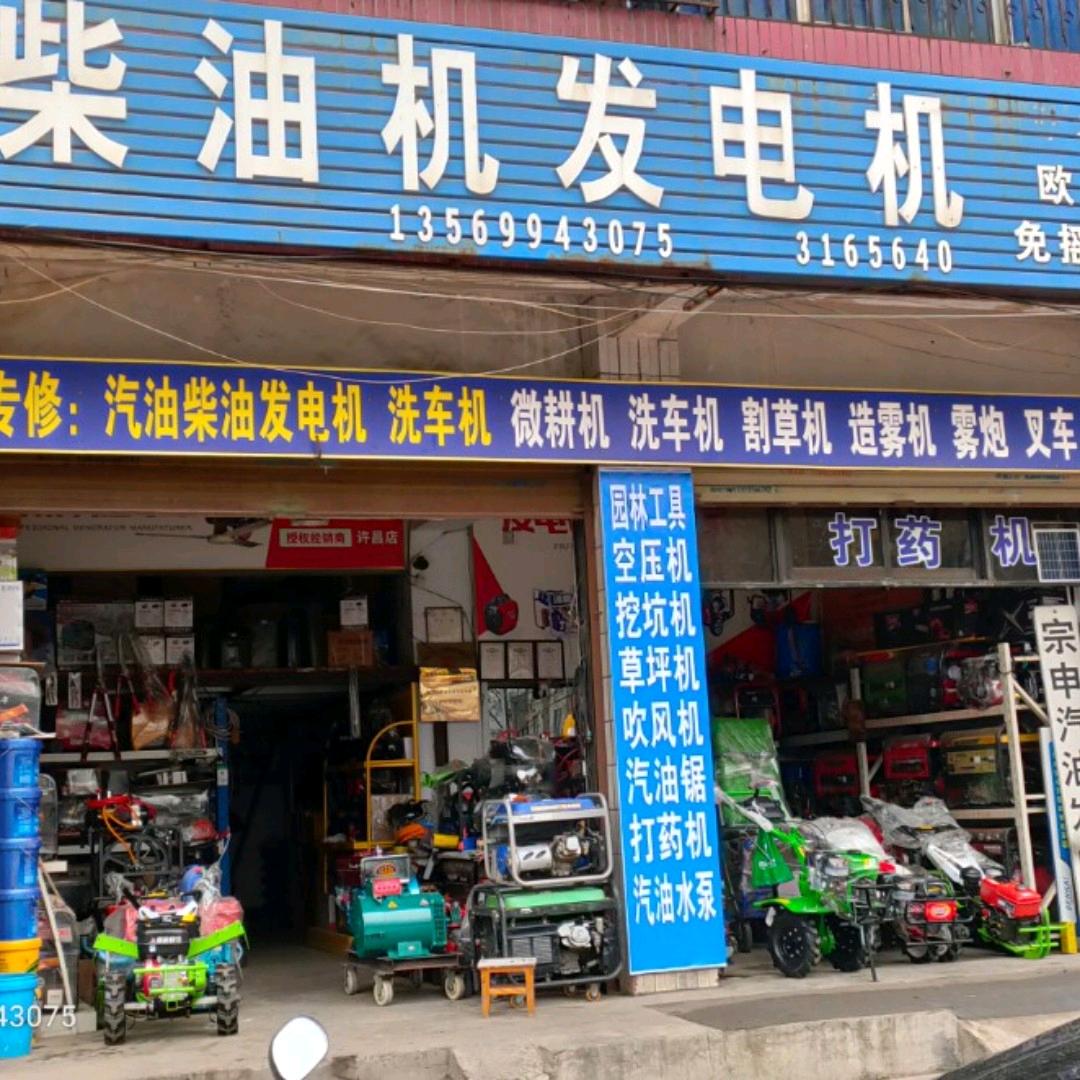 柴油机发电机
13569943075 3165640
欧
免摇
专修：汽油柴油发电机 洗车机 微耕机 洗车机 割草机 造雾机 雾炮 叉车
授权经销商 许昌店
园林工具
空压机
挖坑机
草坪机
吹风机
汽油锯
打药机
汽油水泵
打药 机
宗申汽油发
43075